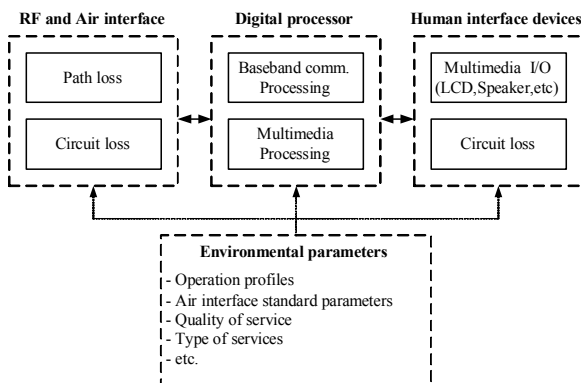 RF and Air interface
Path loss
Circuit loss
Digital processor
Baseband comm.
Processing
Multimedia
Processing
Human interface devices
Multimedia I/O
(LCD,Speaker,etc)
Circuit loss
Environmental parameters
- Operation profiles
- Air interface standard parameters
- Quality of service
- Type of services
- etc.